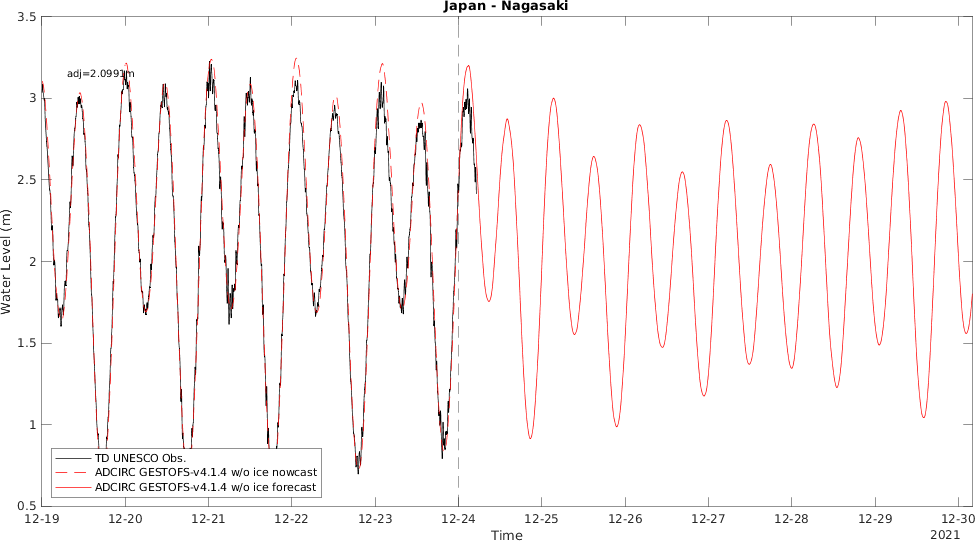 Japan - Nagasaki
3.5
3
2.5
2
1.5
1
0.5
Water Level (m)
adj=2.0991m
TD UNESCO Obs.
ADCIRC GESTOFS-v4.1.4 w/o ice nowcast
ADCIRC GESTOFS-v4.1.4 w/o ice forecast
12-19 12-20 12-21 12-22 12-23 12-24 12-25 12-26 12-27 12-28 12-29 12-30
Time
2021